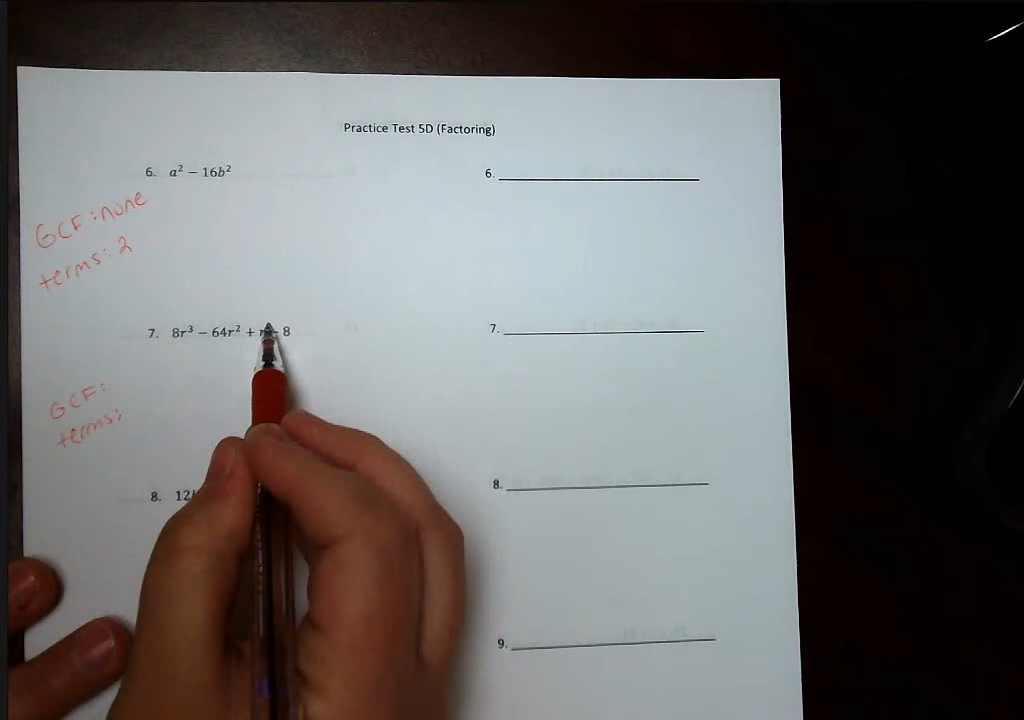 Practice Test 5D (Factoring)
6. a² − 16b²
6.
GCF: none
terms: 2
7. 8r³ − 64r² + r − 8
7.
GCF:
terms:
8. 12
8.
9.